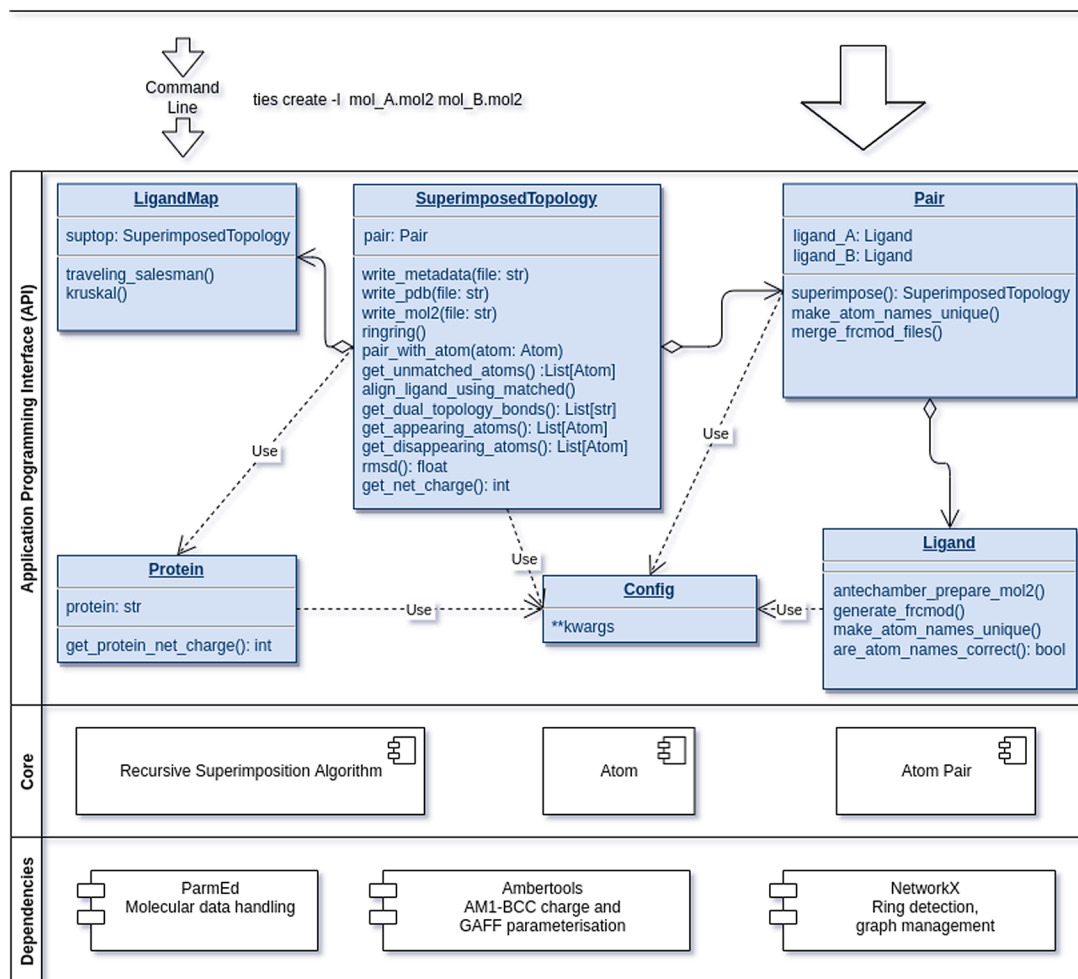 Command
Line
ties create -l mol_A.mol2 mol_B.mol2
Application Programming Interface (API)
LigandMap
suptop: SuperimposedTopology
traveling_salesman()
kruskal()
SuperimposedTopology
pair: Pair
write_metadata(file: str)
write_pdb(file: str)
write_mol2(file: str)
ringring()
pair_with_atom(atom: Atom)
get_unmatched_atoms() :List[Atom]
align_ligand_using_matched()
get_dual_topology_bonds(): List[str]
get_appearing_atoms(): List[Atom]
get_disappearing_atoms(): List[Atom]
rmsd(): float
get_net_charge(): int
Pair
ligand_A: Ligand
ligand_B: Ligand
superimpose(): SuperimposedTopology
make_atom_names_unique()
merge_frcmod_files()
Use
Use
Use
Protein
protein: str
get_protein_net_charge(): int
Use
Config
**kwargs
Use
Ligand
antechamber_prepare_mol2()
generate_frcmod()
make_atom_names_unique()
are_atom_names_correct(): bool
Core
Recursive Superimposition Algorithm
Atom
Atom Pair
Dependencies
ParmEd
Molecular data handling
Ambertools
AM1-BCC charge and
GAFF parameterisation
NetworkX
Ring detection,
graph management